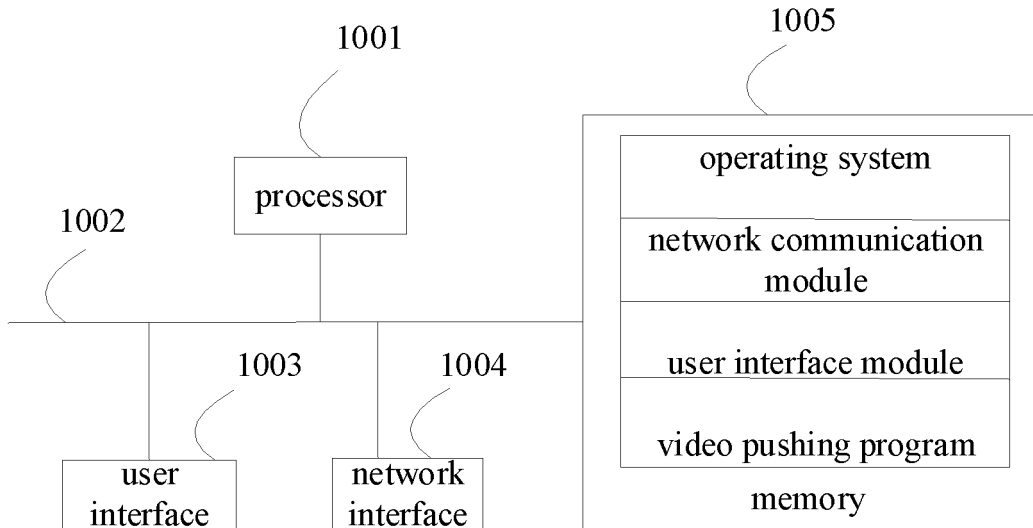 1001
1005
processor
operating system
1002
network communication
module
user interface module
1003
1004
video pushing program
user
interface
network
interface
memory